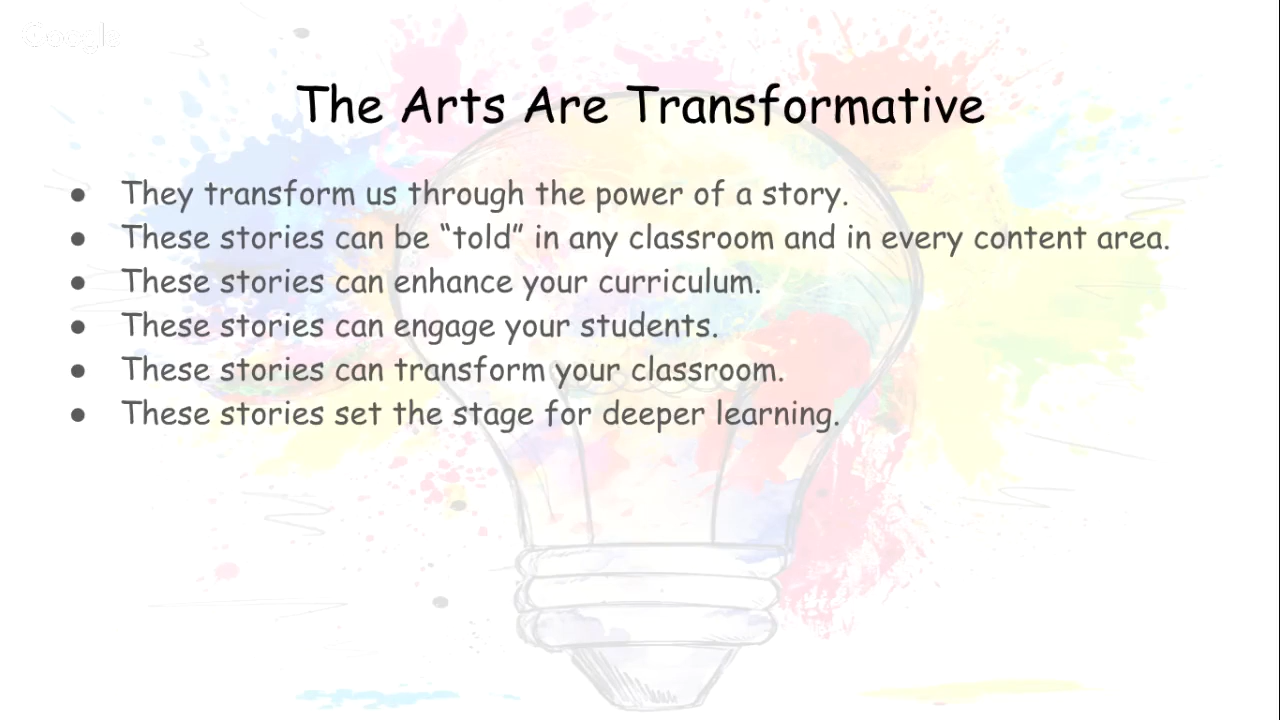 Google
The Arts Are Transformative
● They transform us through the power of a story.
● These stories can be “told” in any classroom and in every content area.
● These stories can enhance your curriculum.
● These stories can engage your students.
● These stories can transform your classroom.
● These stories set the stage for deeper learning.